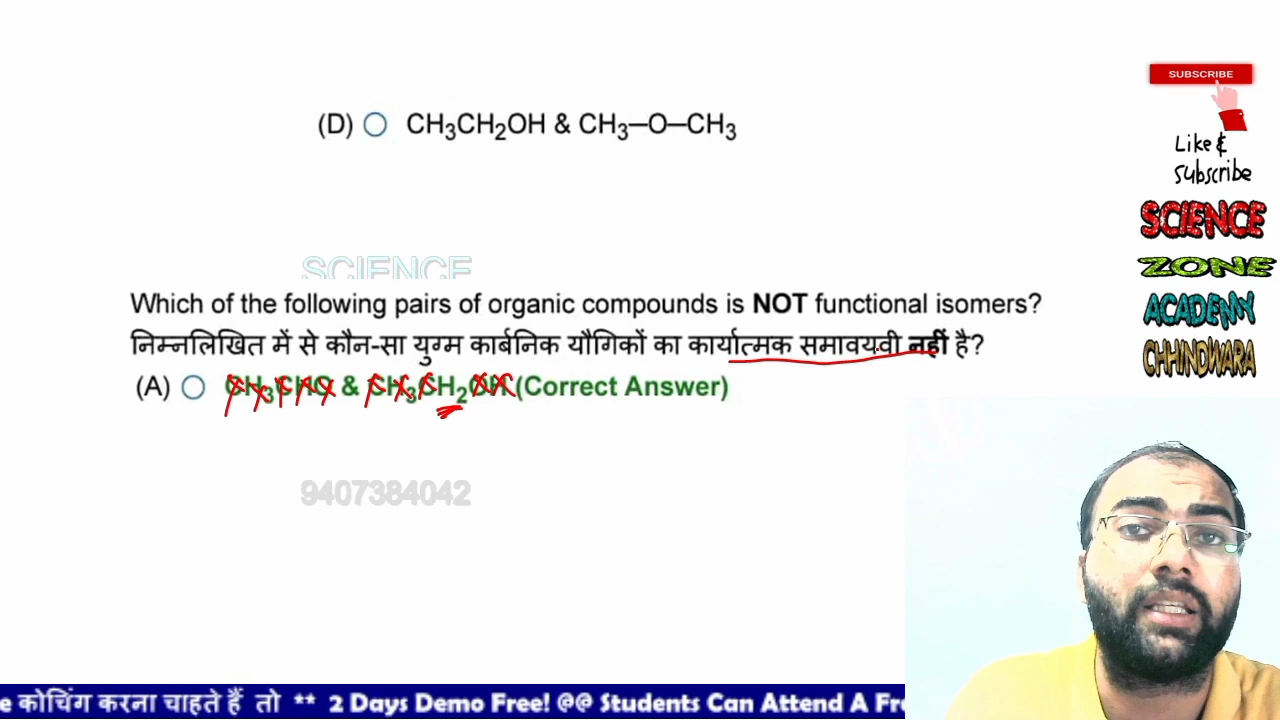 (D) CH₃CH₂OH & CH₃—O—CH₃
SUBSCRIBE
Like &
Subscribe
SCIENCE
ZONE
ACADEMY
CHHINDWARA
SCIENCE
Which of the following pairs of organic compounds is NOT functional isomers?
निम्नलिखित में से कौन-सा युग्म कार्बनिक यौगिकों का कार्यात्मक समावयवी नहीं है?
(A) CH₃CHO & CH₃CH₂OH (Correct Answer)
9407384042
e कोचिंग करना चाहते हैं तो ** 2 Days Demo Free! @@ Students Can Attend A Fre